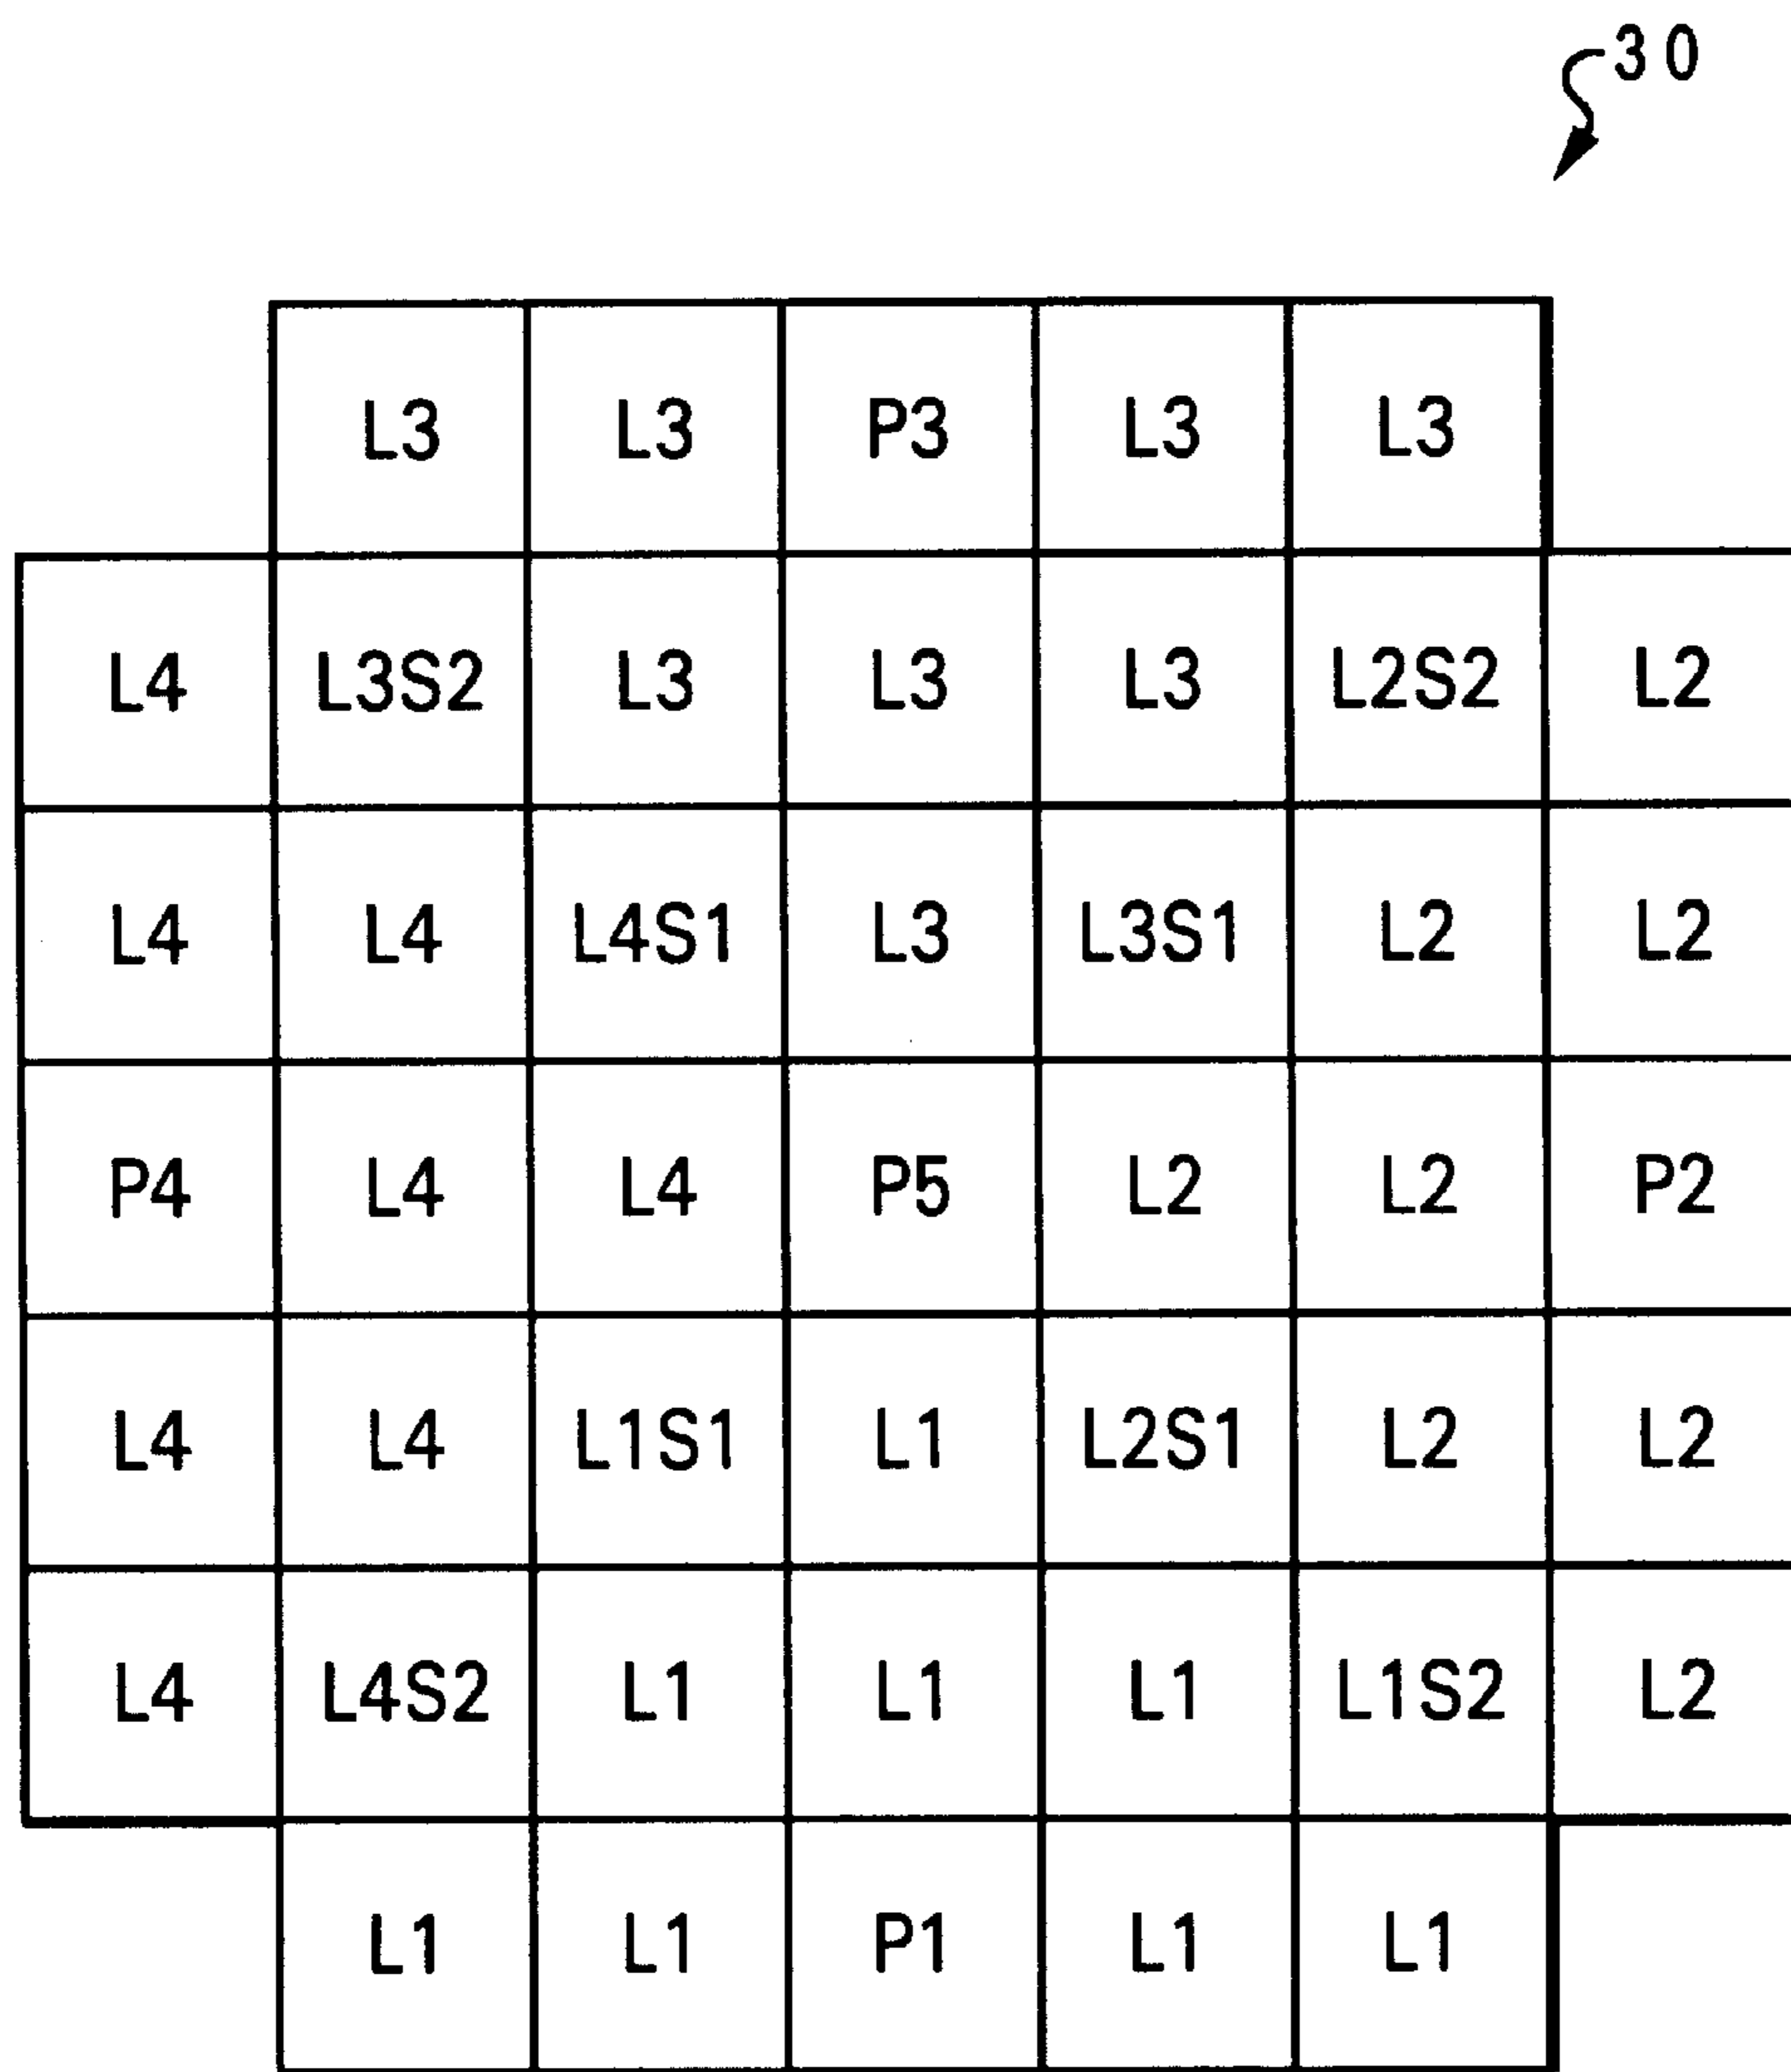 30
L3 L3 P3 L3 L3
L4 L3S2 L3 L3 L3 L2S2 L2
L4 L4 L4S1 L3 L3S1 L2 L2
P4 L4 L4 P5 L2 L2 P2
L4 L4 L1S1 L1 L2S1 L2 L2
L4 L4S2 L1 L1 L1 L1S2 L2
L1 L1 P1 L1 L1